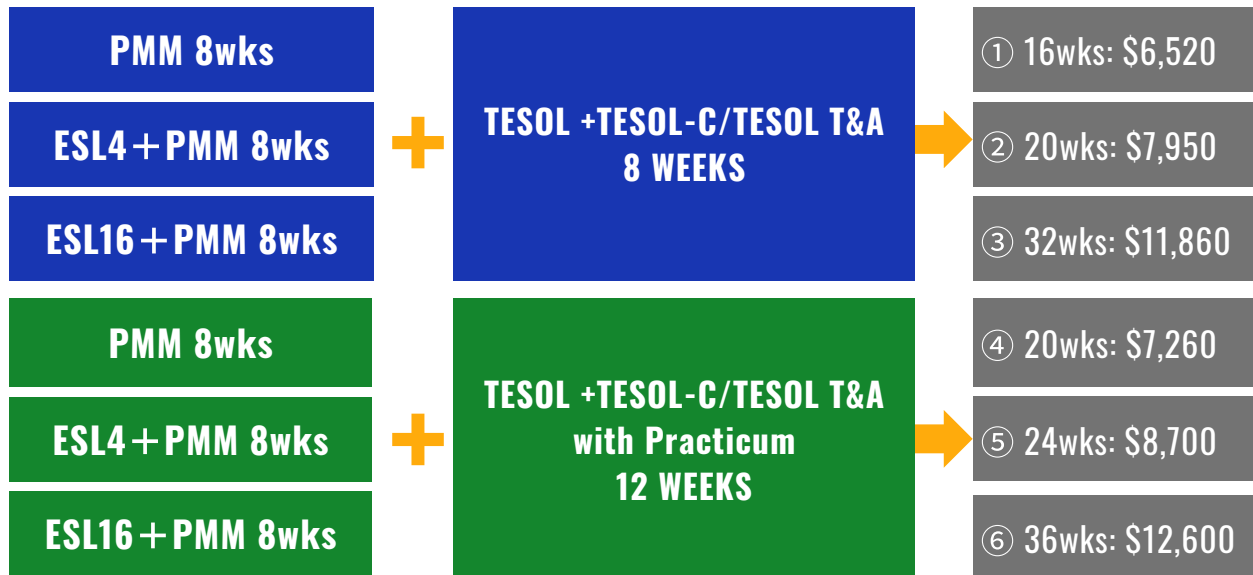 PMM 8wks
ESL4+PMM 8wks
ESL16+PMM 8wks
+
TESOL +TESOL-C/TESOL T&A
8 WEEKS
① 16wks: $6,520
② 20wks: $7,950
③ 32wks: $11,860
PMM 8wks
ESL4+PMM 8wks
ESL16+PMM 8wks
+
TESOL +TESOL-C/TESOL T&A
with Practicum
12 WEEKS
④ 20wks: $7,260
⑤ 24wks: $8,700
⑥ 36wks: $12,600